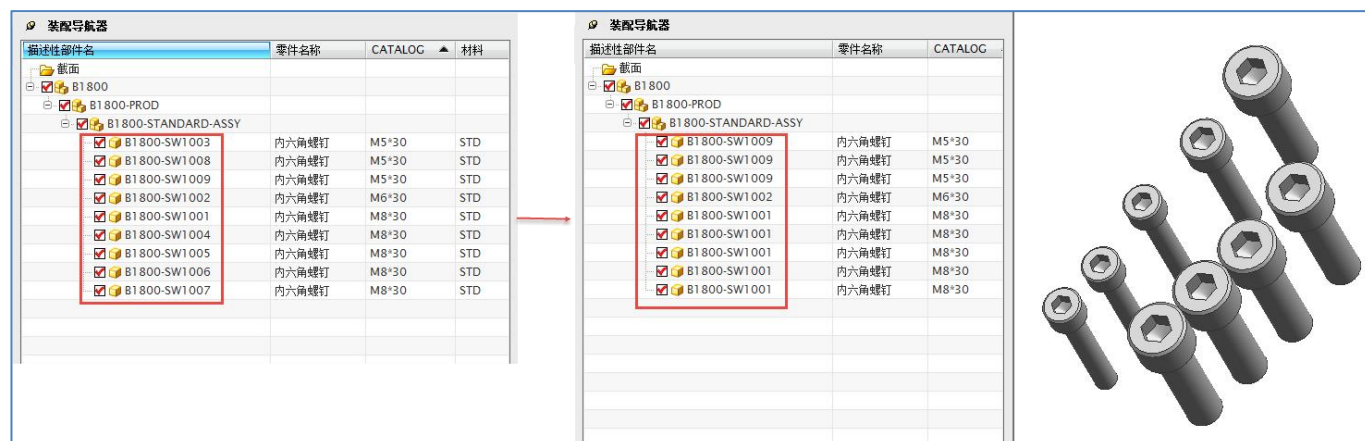 装配导航器
描述性部件名 零件名称 CATALOG 材料
截面
B1800
B1800-PROD
B1800-STANDARD-ASSY
B1800-SW1003 内六角螺钉 M5*30 STD
B1800-SW1008 内六角螺钉 M5*30 STD
B1800-SW1009 内六角螺钉 M5*30 STD
B1800-SW1002 内六角螺钉 M6*30 STD
B1800-SW1001 内六角螺钉 M8*30 STD
B1800-SW1004 内六角螺钉 M8*30 STD
B1800-SW1005 内六角螺钉 M8*30 STD
B1800-SW1006 内六角螺钉 M8*30 STD
B1800-SW1007 内六角螺钉 M8*30 STD
装配导航器
描述性部件名 零件名称 CATALOG
截面
B1800
B1800-PROD
B1800-STANDARD-ASSY
B1800-SW1009 内六角螺钉 M5*30
B1800-SW1009 内六角螺钉 M5*30
B1800-SW1009 内六角螺钉 M5*30
B1800-SW1002 内六角螺钉 M6*30
B1800-SW1001 内六角螺钉 M8*30
B1800-SW1001 内六角螺钉 M8*30
B1800-SW1001 内六角螺钉 M8*30
B1800-SW1001 内六角螺钉 M8*30
B1800-SW1001 内六角螺钉 M8*30